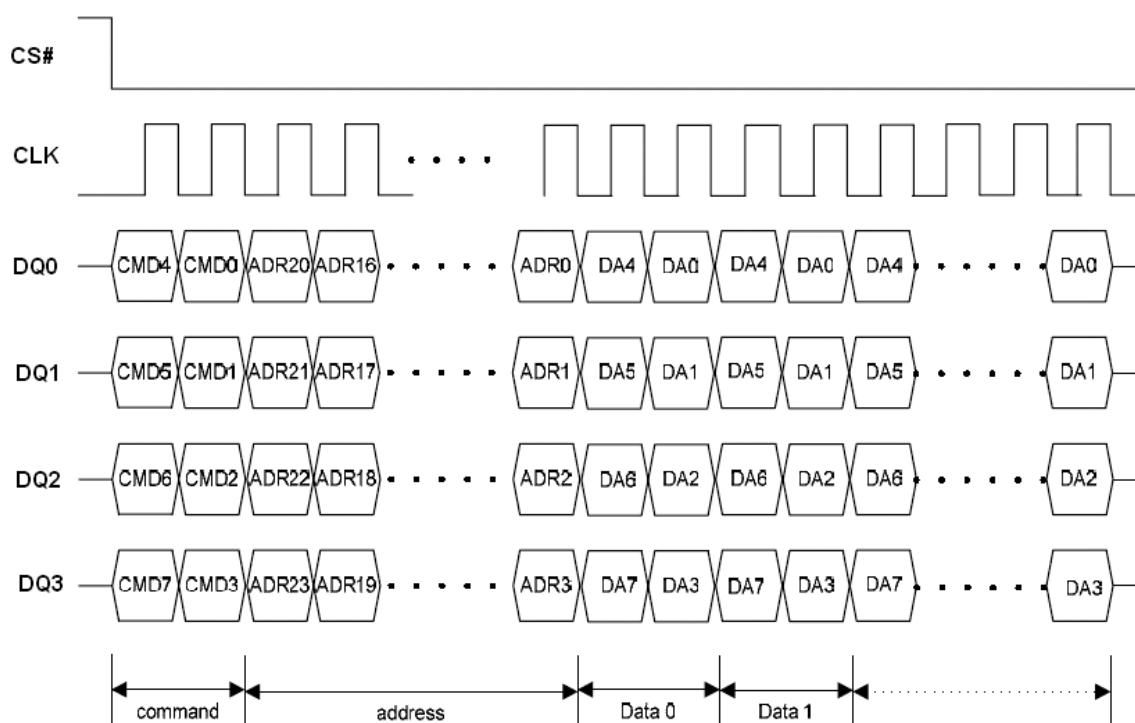 CS#
CLK
DQ0 CMD4 CMD0 ADR20 ADR16 ADR0 DA4 DA0 DA4 DA0 DA4 DA0
DQ1 CMD5 CMD1 ADR21 ADR17 ADR1 DA5 DA1 DA5 DA1 DA5 DA1
DQ2 CMD6 CMD2 ADR22 ADR18 ADR2 DA6 DA2 DA6 DA2 DA6 DA2
DQ3 CMD7 CMD3 ADR23 ADR19 ADR3 DA7 DA3 DA7 DA3 DA7 DA3
command address Data 0 Data 1